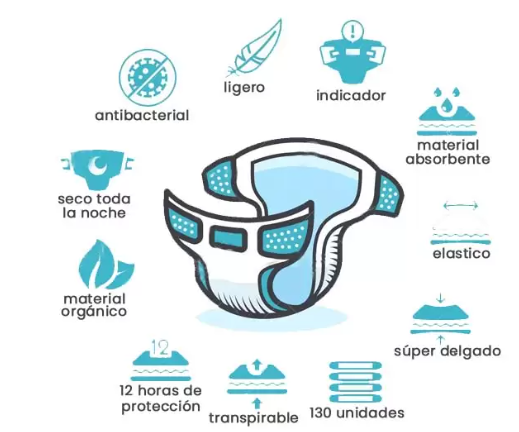 ligero
indicador
antibacterial
material
absorbente
seco toda
la noche
elastico
material
orgánico
súper delgado
12
12 horas de
protección
transpirable
130 unidades